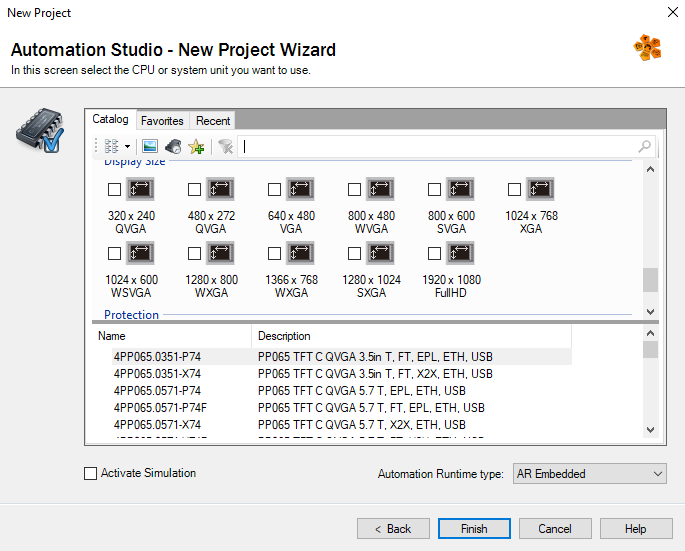 New Project
Automation Studio - New Project Wizard
In this screen select the CPU or system unit you want to use.
Catalog Favorites Recent
Display Size
320 x 240 480 x 272 640 x 480 800 x 480 800 x 600 1024 x 768
QVGA QVGA VGA WVGA SVGA XGA
1024 x 600 1280 x 800 1366 x 768 1280 x 1024 1920 x 1080
WSVGA WXGA WXGA SXGA FullHD
Protection
Name Description
4PP065.0351-P74 PP065 TFT C QVGA 3.5in T, FT, EPL, ETH, USB
4PP065.0351-X74 PP065 TFT C QVGA 3.5in T, FT, X2X, ETH, USB
4PP065.0571-P74 PP065 TFT C QVGA 5.7 T, EPL, ETH, USB
4PP065.0571-P74F PP065 TFT C QVGA 5.7 T, FT, EPL, ETH, USB
4PP065.0571-X74 PP065 TFT C QVGA 5.7 T, X2X, ETH, USB
Activate Simulation
Automation Runtime type: AR Embedded
< Back Finish Cancel Help